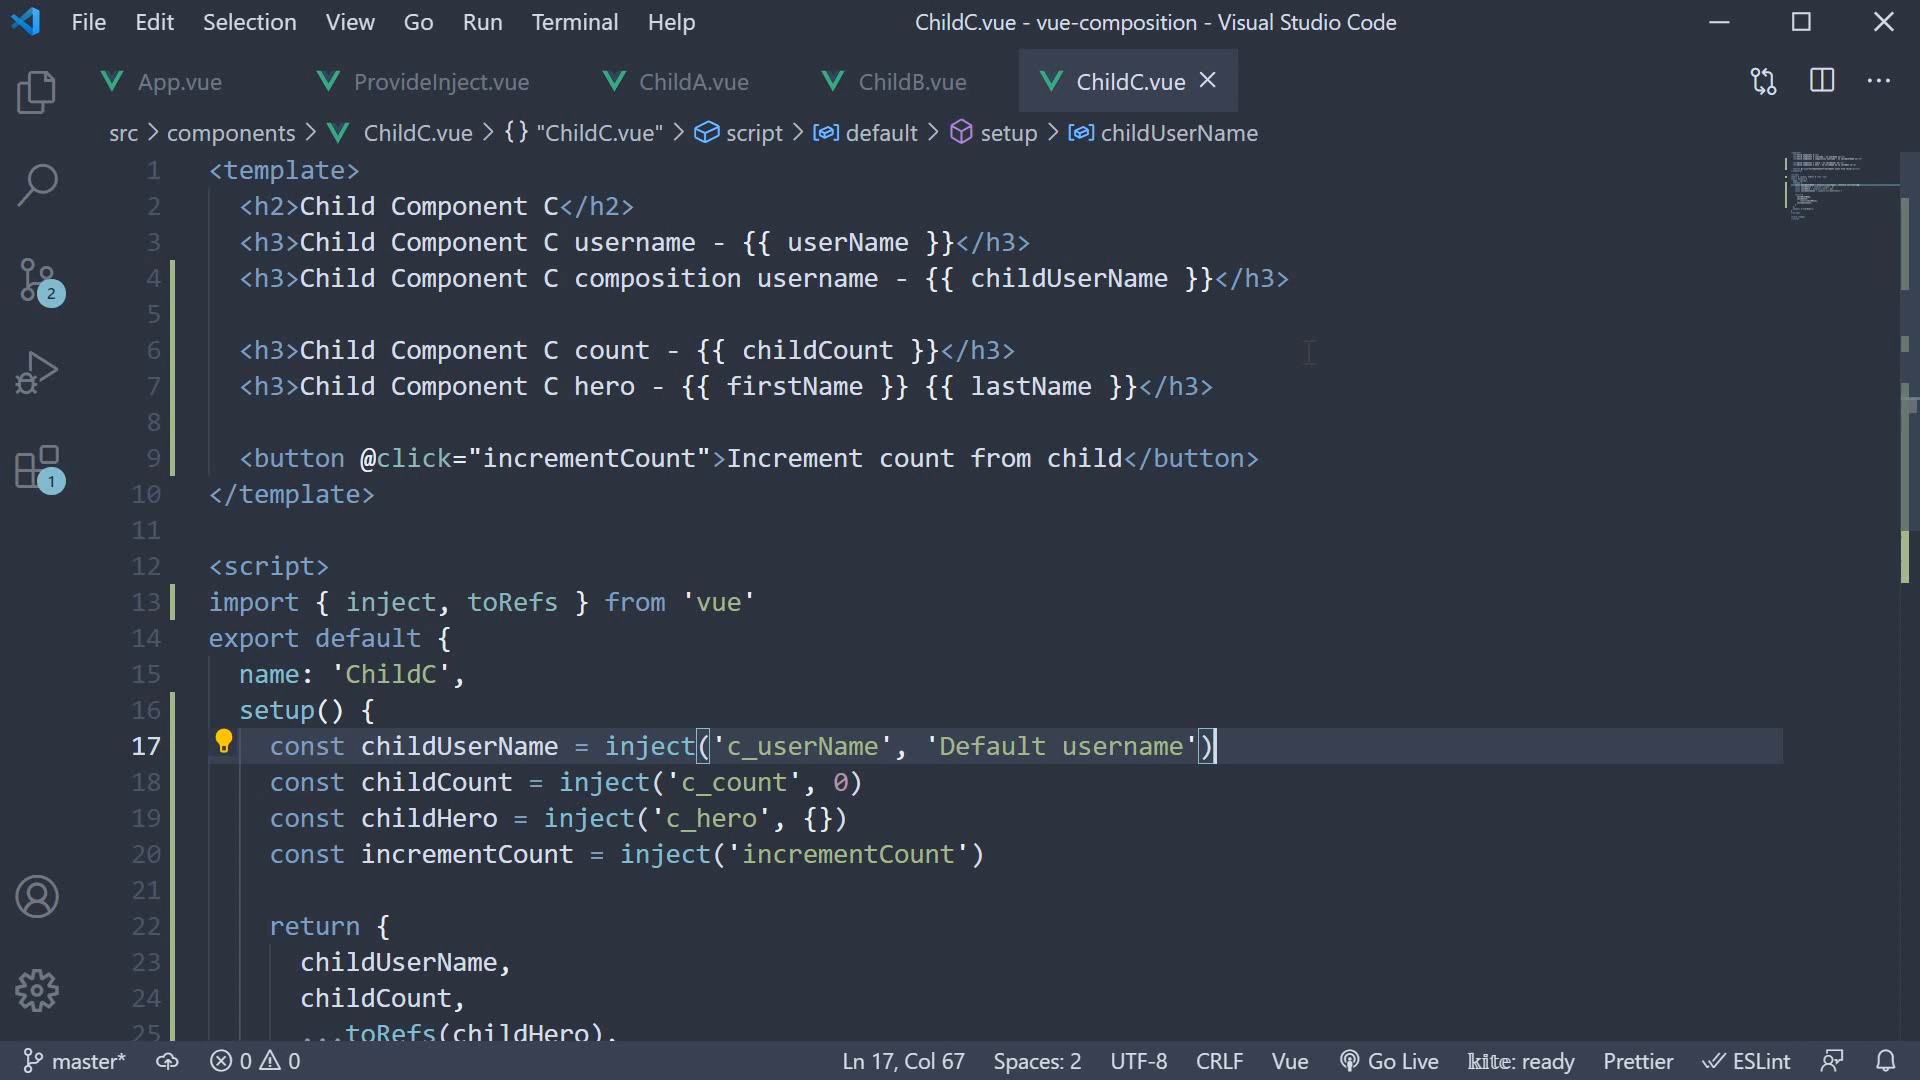 File Edit Selection View Go Run Terminal Help ChildC.vue - vue-composition - Visual Studio Code
App.vue ProvideInject.vue ChildA.vue ChildB.vue ChildC.vue
src > components > ChildC.vue > {} "ChildC.vue" > script > default > setup > childUserName
1 <template>
2 <h2>Child Component C</h2>
3 <h3>Child Component C username - {{ userName }}</h3>
4 <h3>Child Component C composition username - {{ childUserName }}</h3>
5
6 <h3>Child Component C count - {{ childCount }}</h3>
7 <h3>Child Component C hero - {{ firstName }} {{ lastName }}</h3>
8
9 <button @click="incrementCount">Increment count from child</button>
10 </template>
11
12 <script>
13 import { inject, toRefs } from 'vue'
14 export default {
15 name: 'ChildC',
16 setup() {
17 const childUserName = inject('c_userName', 'Default username')
18 const childCount = inject('c_count', 0)
19 const childHero = inject('c_hero', {})
20 const incrementCount = inject('incrementCount')
21
22 return {
23 childUserName,
24 childCount,
25 ...toRefs(childHero),
2
1
master* 0 0 Ln 17, Col 67 Spaces: 2 UTF-8 CRLF Vue Go Live kite: ready Prettier ESLint